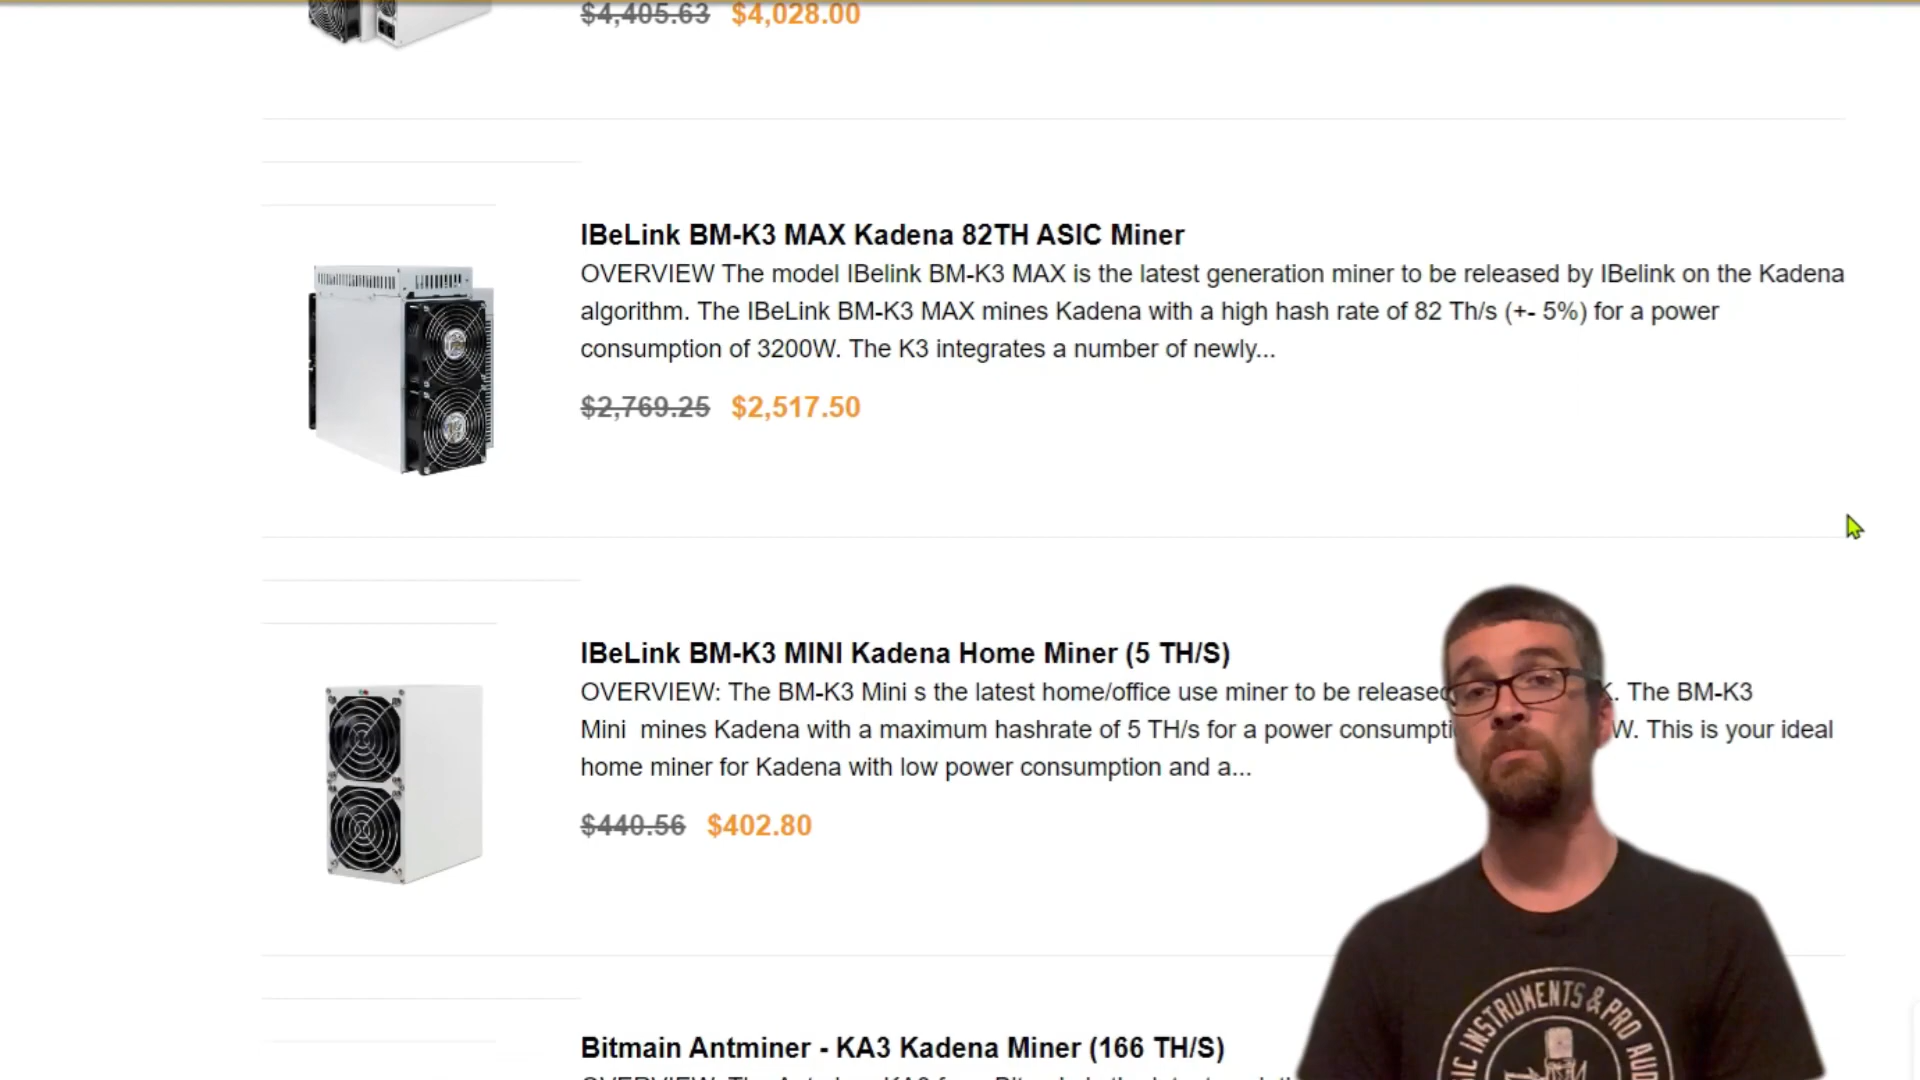 $4,405.63 $4,028.00
IBeLink BM-K3 MAX Kadena 82TH ASIC Miner
OVERVIEW The model IBelink BM-K3 MAX is the latest generation miner to be released by IBelink on the Kadena
algorithm. The IBeLink BM-K3 MAX mines Kadena with a high hash rate of 82 Th/s (+- 5%) for a power
consumption of 3200W. The K3 integrates a number of newly...
$2,769.25 $2,517.50
IBeLink BM-K3 MINI Kadena Home Miner (5 TH/S)
OVERVIEW: The BM-K3 Mini s the latest home/office use miner to be released K. The BM-K3
Mini mines Kadena with a maximum hashrate of 5 TH/s for a power consumpti W. This is your ideal
home miner for Kadena with low power consumption and a...
$440.56 $402.80
Bitmain Antminer - KA3 Kadena Miner (166 TH/S)
INSTRUMENTS & PRO